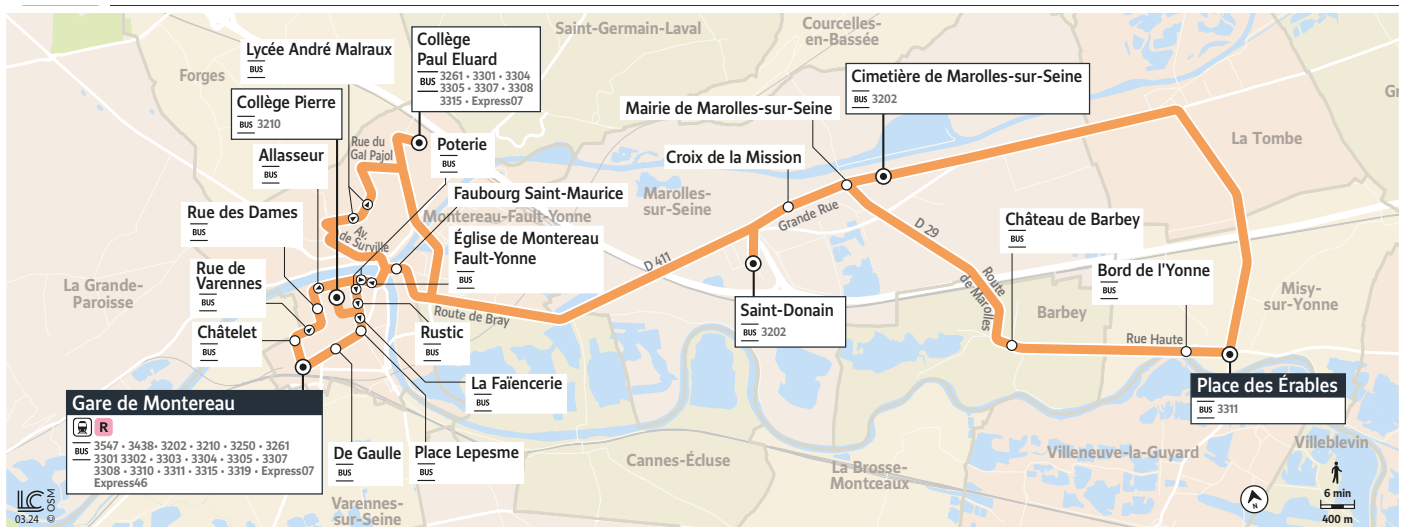 Saint-Germain-Laval
Courcelles-
en-Bassée
Forges
Lycée André Malraux
BUS
Collège
Paul Eluard
BUS 3261 • 3301 • 3304
3305 • 3307 • 3308
3315 • Express07
Collège Pierre
BUS 3210
Cimetière de Marolles-sur-Seine
BUS 3202
Mairie de Marolles-sur-Seine
La Tombe
Allasseur
BUS
Rue du
Gal Pajol
Poterie
BUS
Croix de la Mission
Faubourg Saint-Maurice
Marolles-
sur-Seine
Rue des Dames
BUS
Montereau-Fault-Yonne
Grande Rue
Av.
de Surville
Église de Montereau
Fault-Yonne
BUS
D 29
Château de Barbey
BUS
La Grande-
Paroisse
Rue de
Varennes
BUS
D 411
Route
de Marolles
Bord de l'Yonne
BUS
Misy-
sur-Yonne
Barbey
Route de Bray
Saint-Donain
BUS 3202
Châtelet
BUS
Rustic
BUS
Rue Haute
La Faïencerie
BUS
Place des Érables
BUS 3311
Gare de Montereau
R
BUS 3547 • 3438 • 3202 • 3210 • 3250 • 3261
3301 3302 • 3303 • 3304 • 3305 • 3307
3308 • 3310 • 3311 • 3315 • 3319 • Express07
Express46
De Gaulle
BUS
Place Lepesme
BUS
Cannes-Écluse
La Brosse-
Montceaux
Villeneuve-la-Guyard
Villeblevin
Varennes
-sur-Seine
LC
03.24
© OSM
N
6 min
400 m